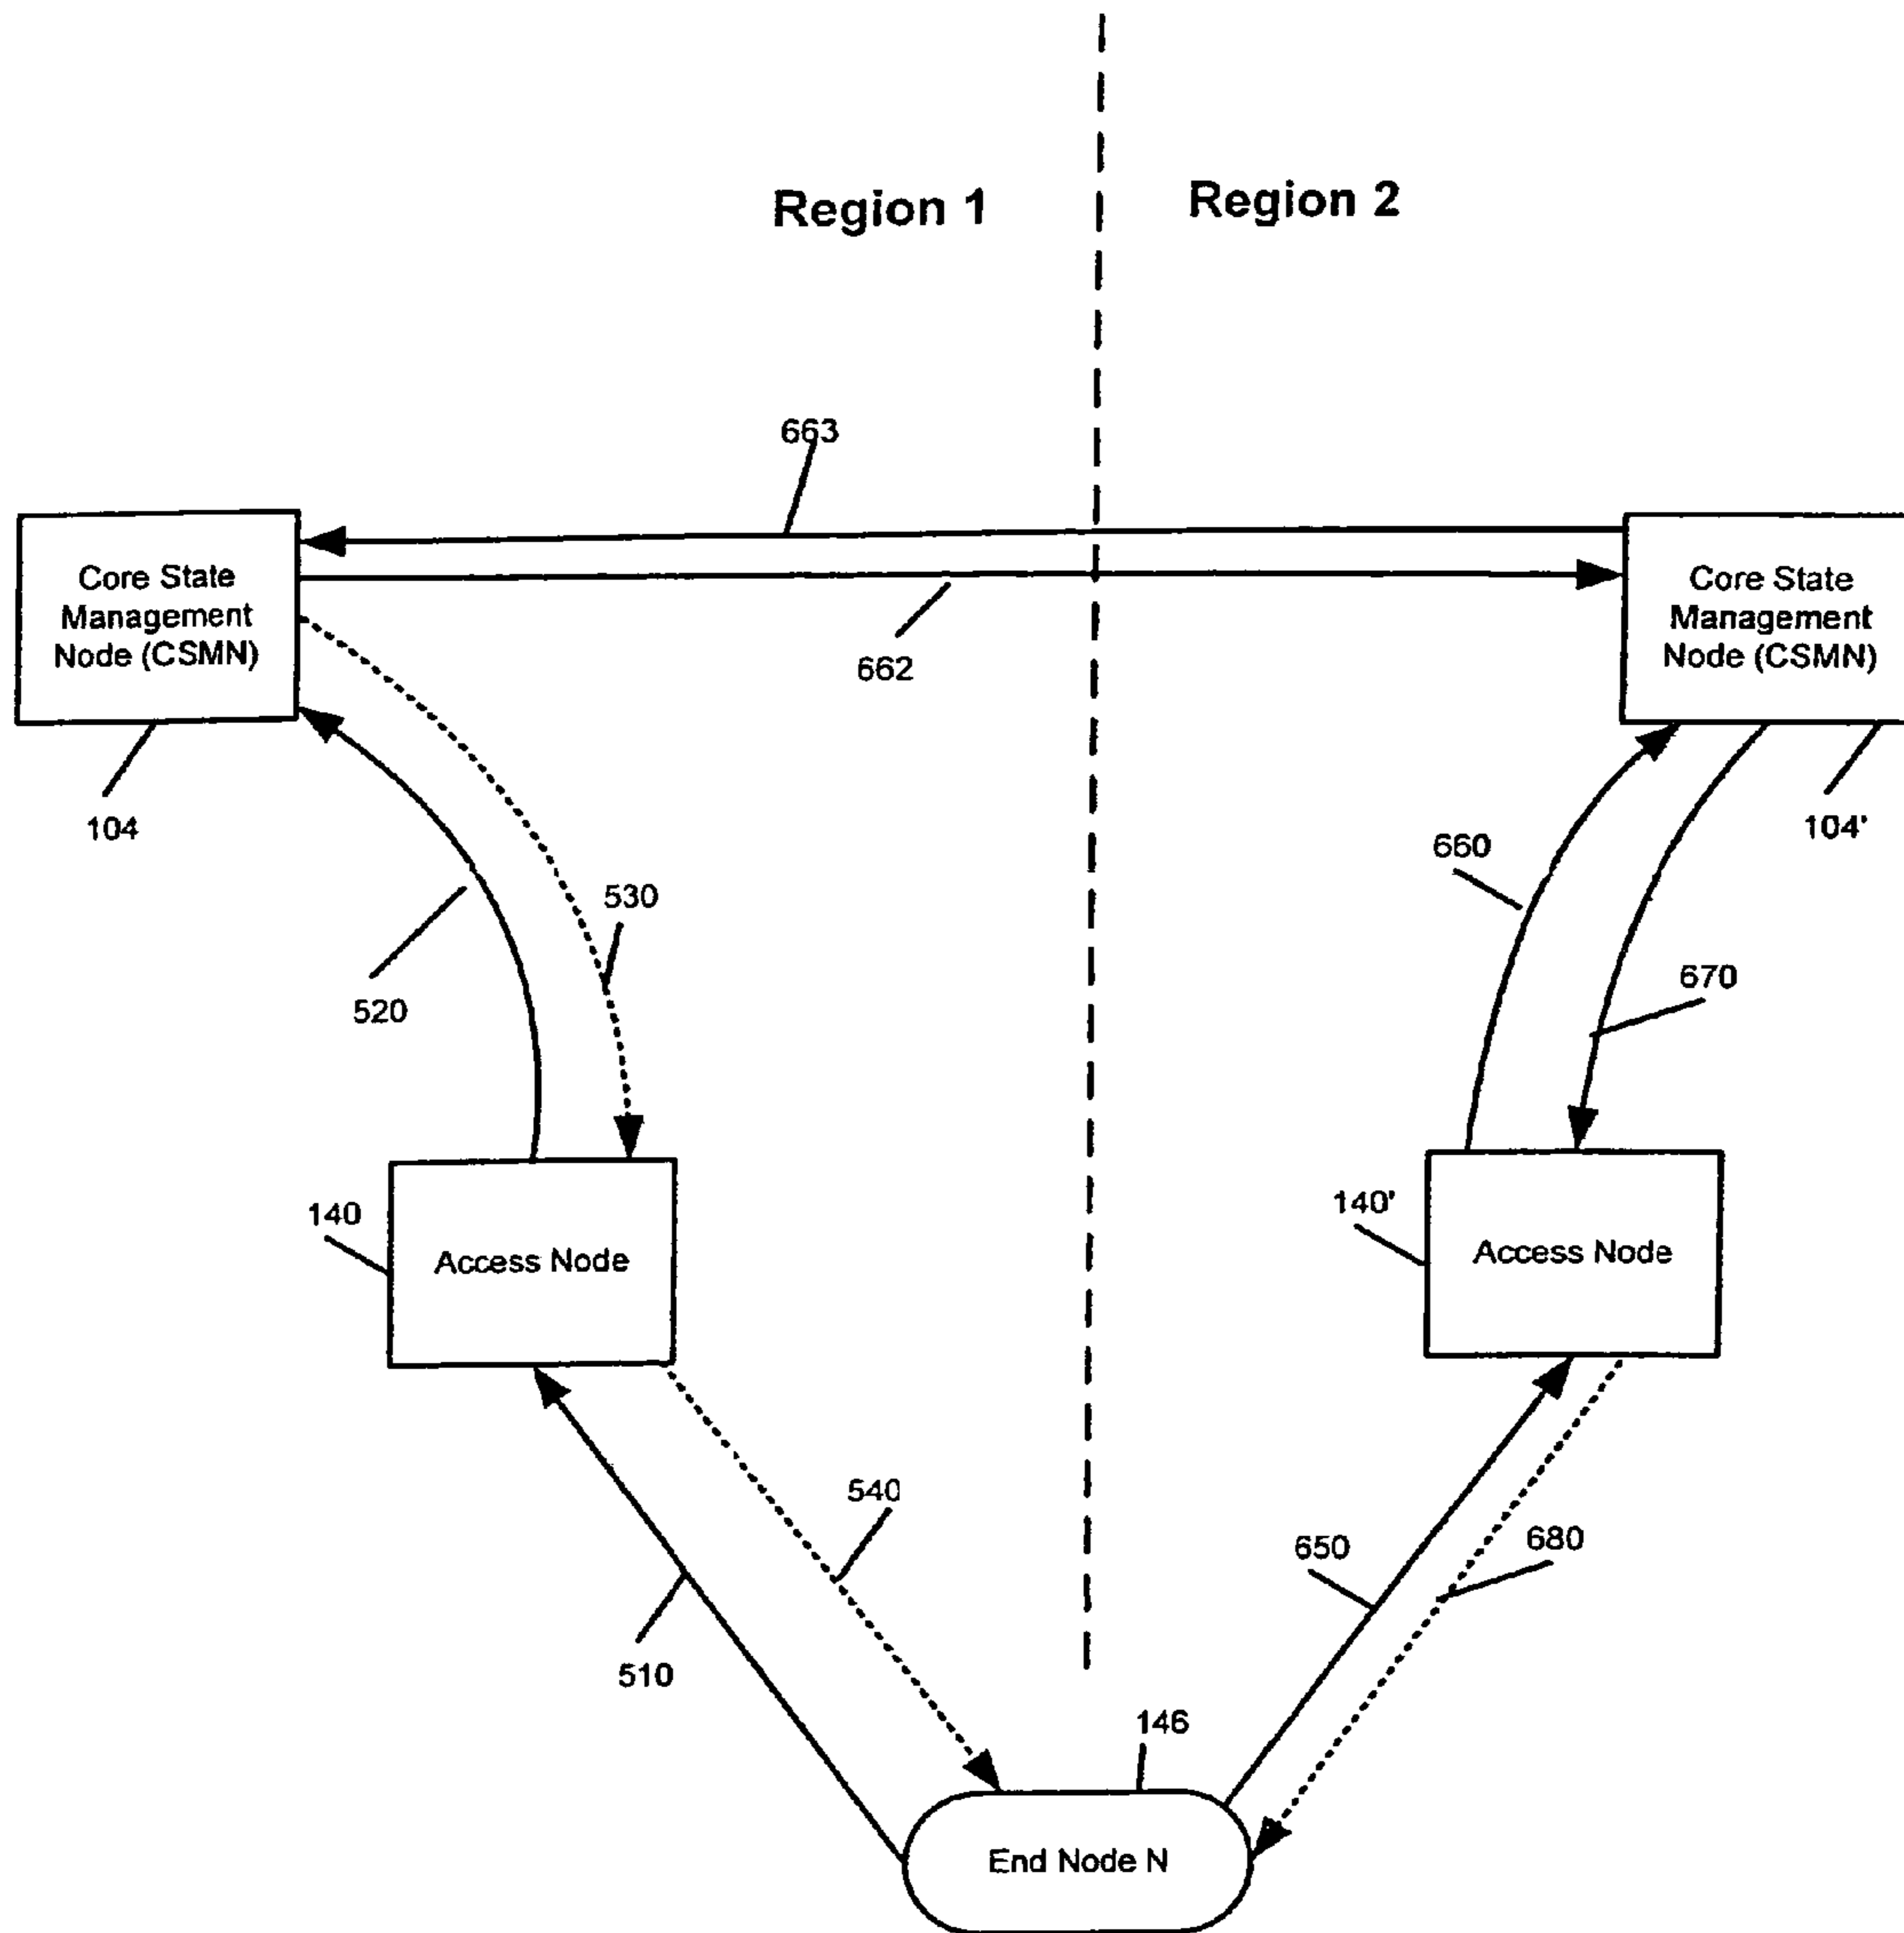 Region 1
Region 2
663
Core State
Management
Node (CSMN)
Core State
Management
Node (CSMN)
662
104
104'
660
530
520
670
140
Access Node
140'
Access Node
540
650
680
510
146
End Node N